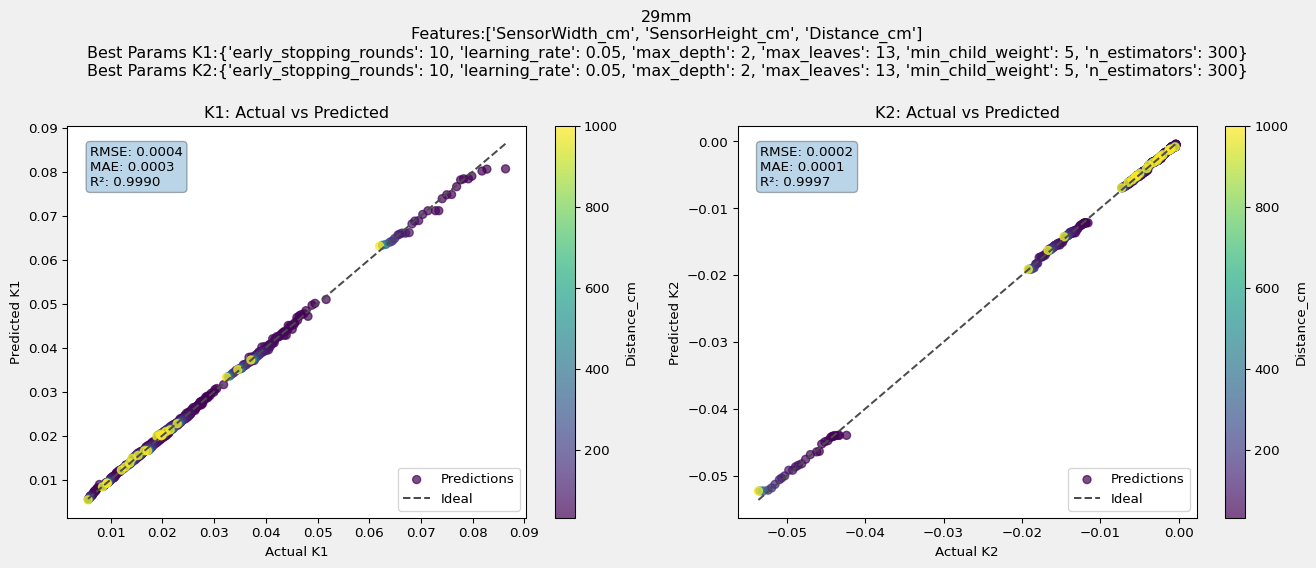 29mm
Features:['SensorWidth_cm', 'SensorHeight_cm', 'Distance_cm']
Best Params K1:{'early_stopping_rounds': 10, 'learning_rate': 0.05, 'max_depth': 2, 'max_leaves': 13, 'min_child_weight': 5, 'n_estimators': 300}
Best Params K2:{'early_stopping_rounds': 10, 'learning_rate': 0.05, 'max_depth': 2, 'max_leaves': 13, 'min_child_weight': 5, 'n_estimators': 300}
K1: Actual vs Predicted
RMSE: 0.0004
MAE: 0.0003
R²: 0.9990
0.09
0.08
0.07
0.06
0.05
0.04
0.03
0.02
0.01
Predicted K1
0.01 0.02 0.03 0.04 0.05 0.06 0.07 0.08 0.09
Actual K1
Predictions
Ideal
1000
800
600
400
200
Distance_cm
K2: Actual vs Predicted
RMSE: 0.0002
MAE: 0.0001
R²: 0.9997
0.00
−0.01
−0.02
−0.03
−0.04
−0.05
Predicted K2
−0.05 −0.04 −0.03 −0.02 −0.01 0.00
Actual K2
Predictions
Ideal
1000
800
600
400
200
Distance_cm